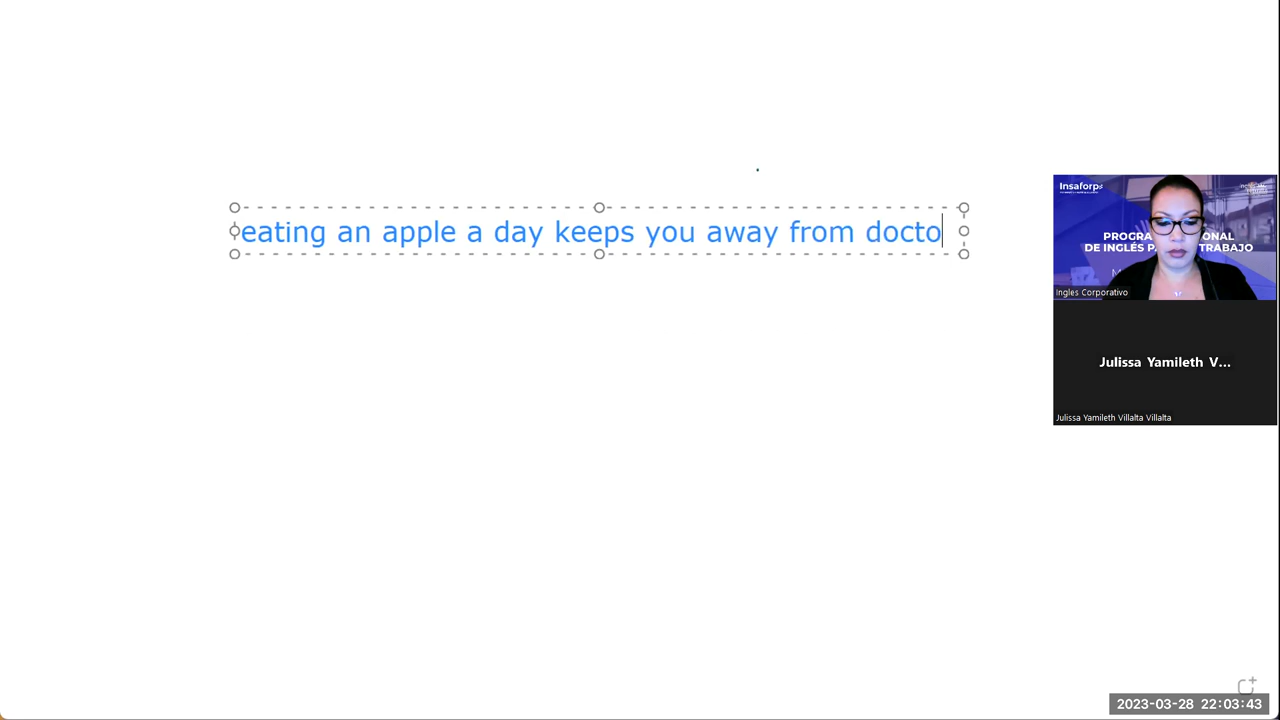 eating an apple a day keeps you away from docto
Insaforp
PROGRA ONAL
DE INGLÉS P TRABAJO
Ingles Corporativo
Julissa Yamileth V...
Julissa Yamileth Villalta Villalta
2023-03-28 22:03:43